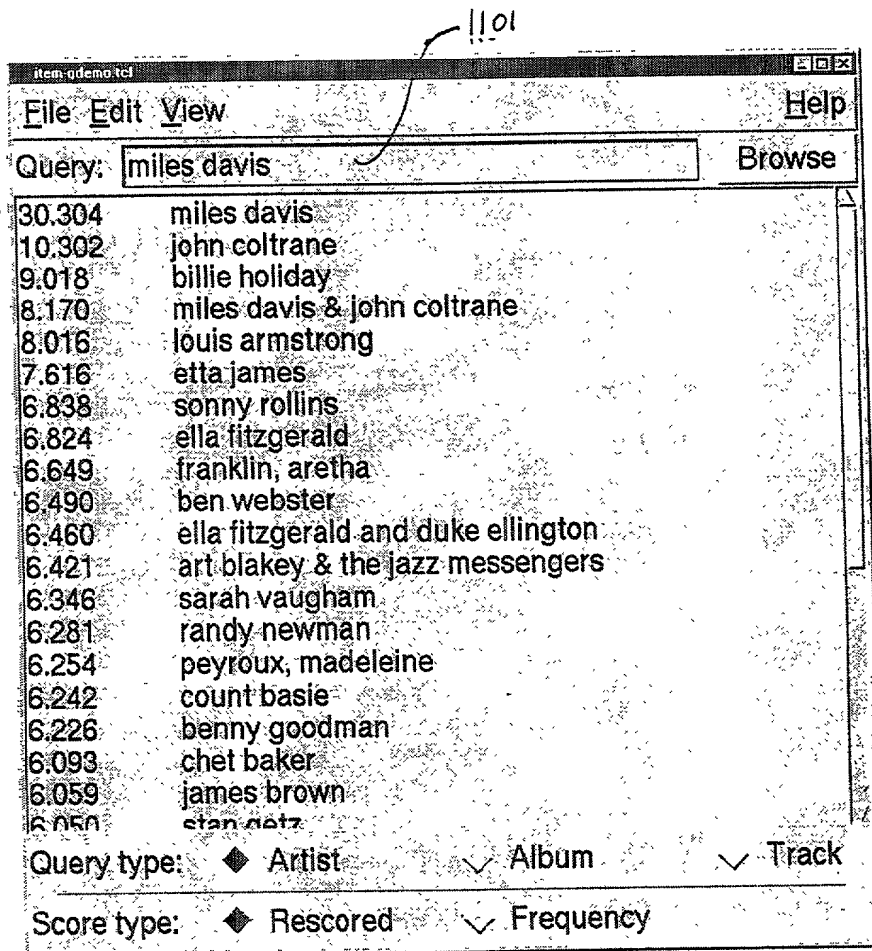 1101
item-qdemo.tcl
File Edit View Help
Query: miles davis Browse
30.304 miles davis
10.302 john coltrane
9.018 billie holiday
8.170 miles davis & john coltrane
8.016 louis armstrong
7.616 etta james
6.838 sonny rollins
6.824 ella fitzgerald
6.649 franklin, aretha
6.490 ben webster
6.460 ella fitzgerald and duke ellington
6.421 art blakey & the jazz messengers
6.346 sarah vaugham
6.281 randy newman
6.254 peyroux, madeleine
6.242 count basie
6.226 benny goodman
6.093 chet baker
6.059 james brown
6.050 stan getz
Query type: Artist Album Track
Score type: Rescored Frequency